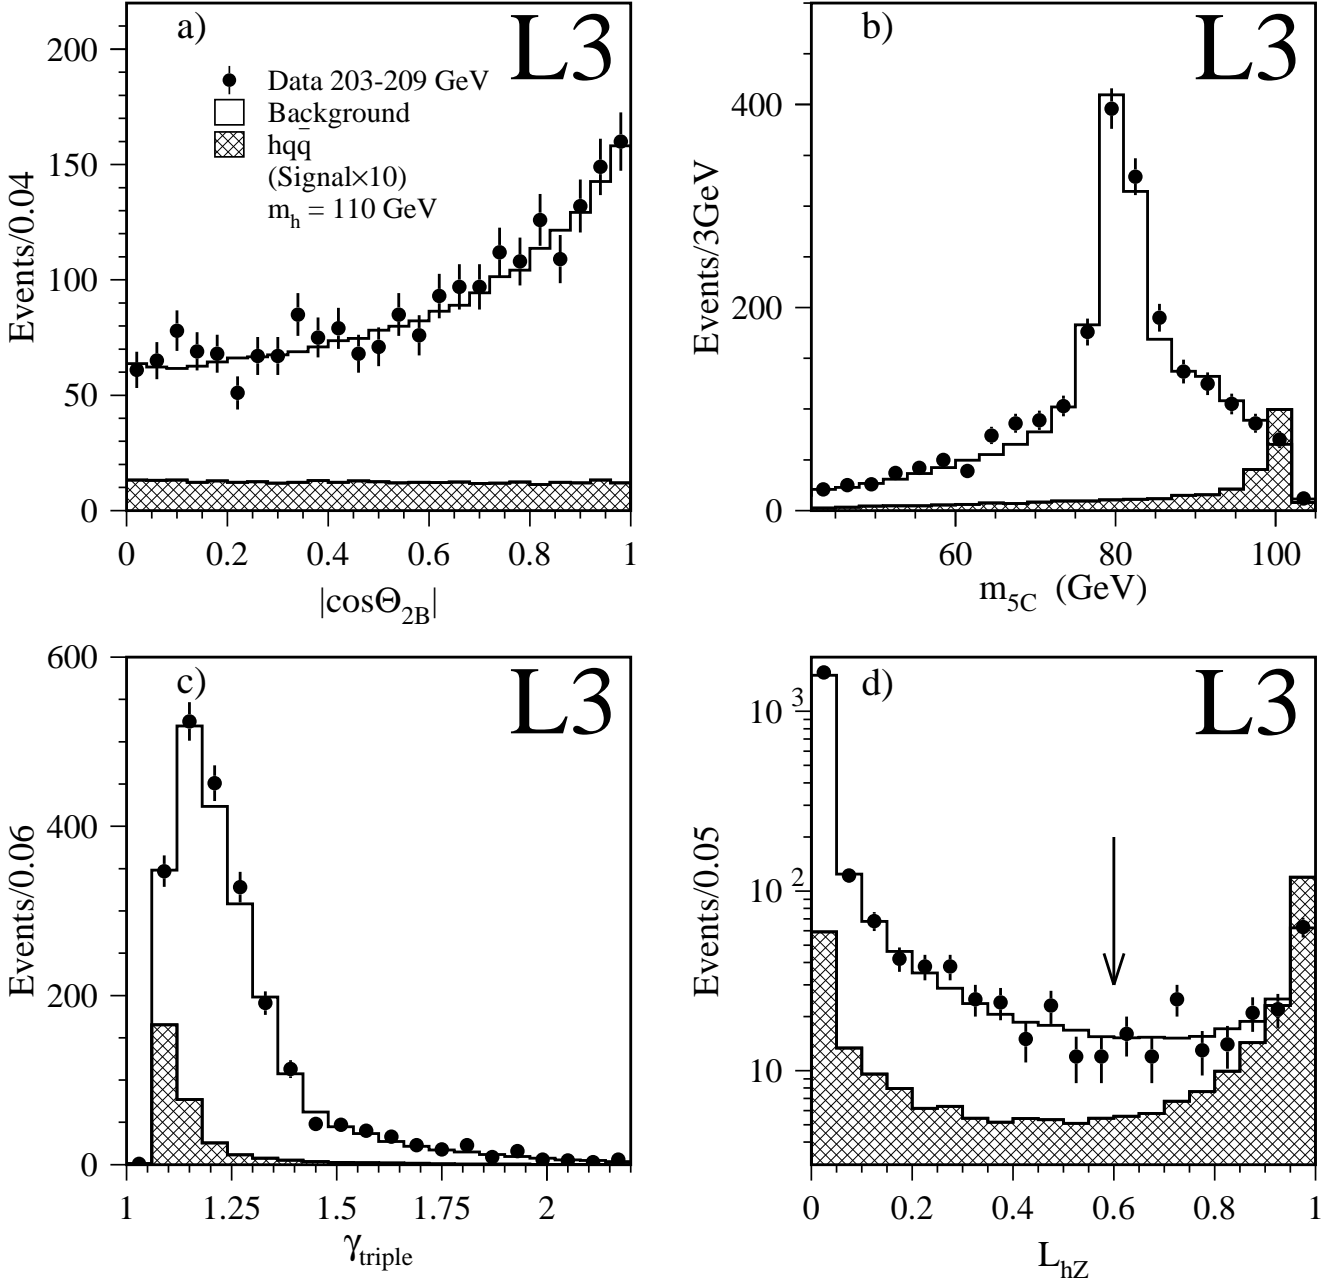 a)
L3
200
150
100
50
0
Events/0.04
Data 203-209 GeV
Background
hqq̄
(Signal×10)
m_h = 110 GeV
0 0.2 0.4 0.6 0.8 1
|cosΘ_2B|
b)
L3
400
200
0
Events/3GeV
60 80 100
m_5C (GeV)
c)
L3
600
400
200
0
Events/0.06
1 1.25 1.5 1.75 2
γ_triple
d)
L3
10^3
10^2
10
Events/0.05
0 0.2 0.4 0.6 0.8 1
L_hZ